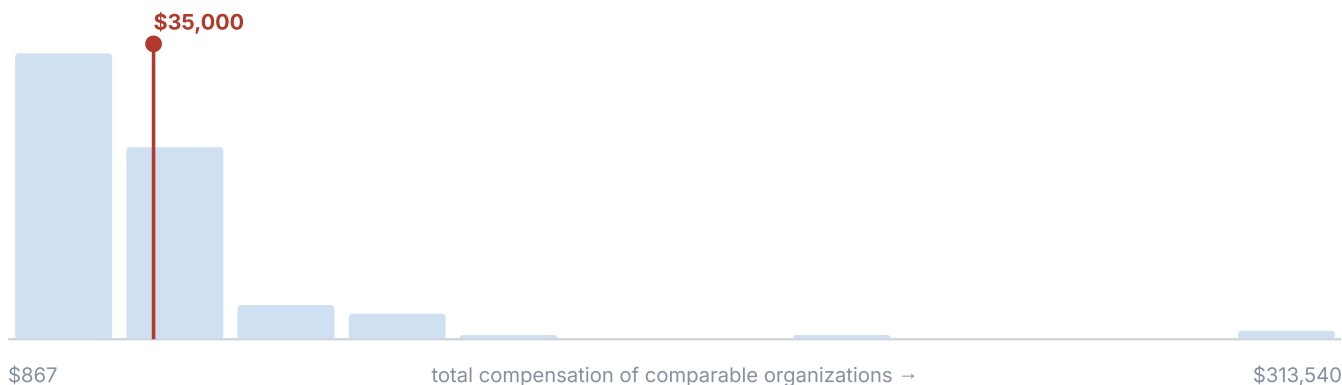 $35,000
$867 total compensation of comparable organizations → $313,540